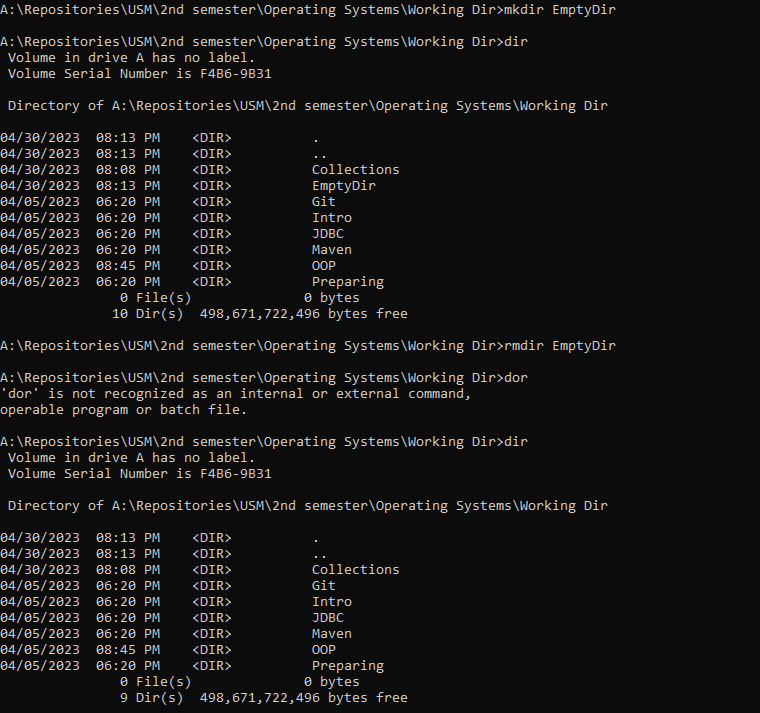 A:\Repositories\USM\2nd semester\Operating Systems\Working Dir>mkdir EmptyDir
A:\Repositories\USM\2nd semester\Operating Systems\Working Dir>dir
Volume in drive A has no label.
Volume Serial Number is F4B6-9B31
Directory of A:\Repositories\USM\2nd semester\Operating Systems\Working Dir
04/30/2023  08:13 PM    <DIR>          .
04/30/2023  08:13 PM    <DIR>          ..
04/30/2023  08:08 PM    <DIR>          Collections
04/30/2023  08:13 PM    <DIR>          EmptyDir
04/05/2023  06:20 PM    <DIR>          Git
04/05/2023  06:20 PM    <DIR>          Intro
04/05/2023  06:20 PM    <DIR>          JDBC
04/05/2023  06:20 PM    <DIR>          Maven
04/05/2023  08:45 PM    <DIR>          OOP
04/05/2023  06:20 PM    <DIR>          Preparing
0 File(s)              0 bytes
10 Dir(s)  498,671,722,496 bytes free
A:\Repositories\USM\2nd semester\Operating Systems\Working Dir>rmdir EmptyDir
A:\Repositories\USM\2nd semester\Operating Systems\Working Dir>dor
'dor' is not recognized as an internal or external command,
operable program or batch file.
A:\Repositories\USM\2nd semester\Operating Systems\Working Dir>dir
Volume in drive A has no label.
Volume Serial Number is F4B6-9B31
Directory of A:\Repositories\USM\2nd semester\Operating Systems\Working Dir
04/30/2023  08:13 PM    <DIR>          .
04/30/2023  08:13 PM    <DIR>          ..
04/30/2023  08:08 PM    <DIR>          Collections
04/05/2023  06:20 PM    <DIR>          Git
04/05/2023  06:20 PM    <DIR>          Intro
04/05/2023  06:20 PM    <DIR>          JDBC
04/05/2023  06:20 PM    <DIR>          Maven
04/05/2023  08:45 PM    <DIR>          OOP
04/05/2023  06:20 PM    <DIR>          Preparing
0 File(s)              0 bytes
9 Dir(s)  498,671,722,496 bytes free